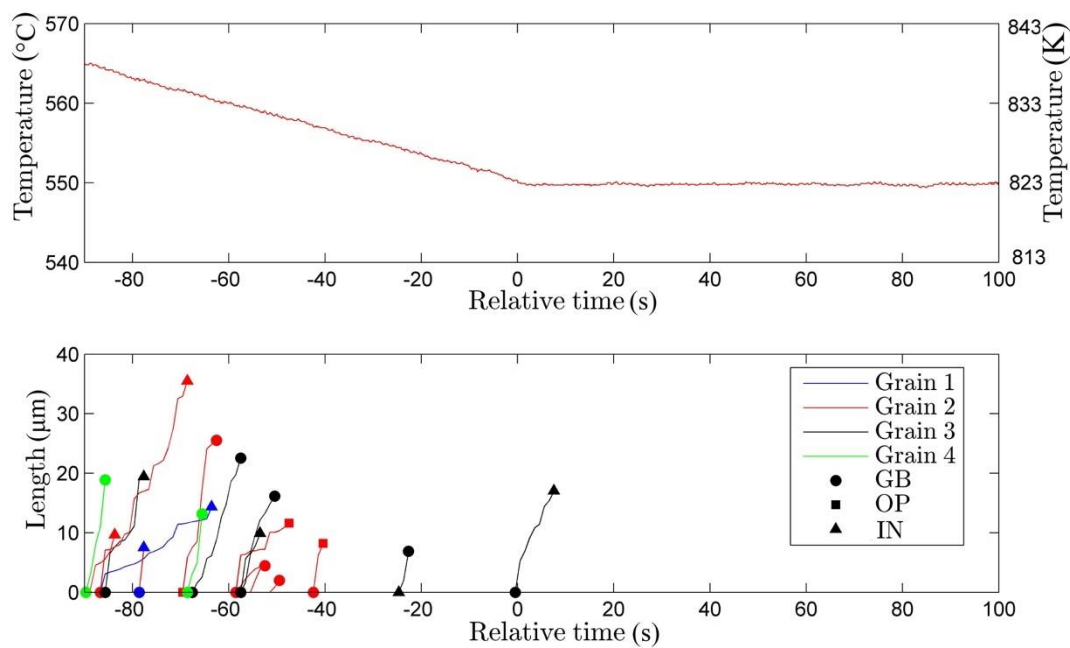 570
560
550
540
Temperature (°C)
843
833
823
813
Temperature (K)
-80 -60 -40 -20 0 20 40 60 80 100
Relative time (s)
40
30
20
10
0
Length (µm)
Grain 1
Grain 2
Grain 3
Grain 4
GB
OP
IN
-80 -60 -40 -20 0 20 40 60 80 100
Relative time (s)